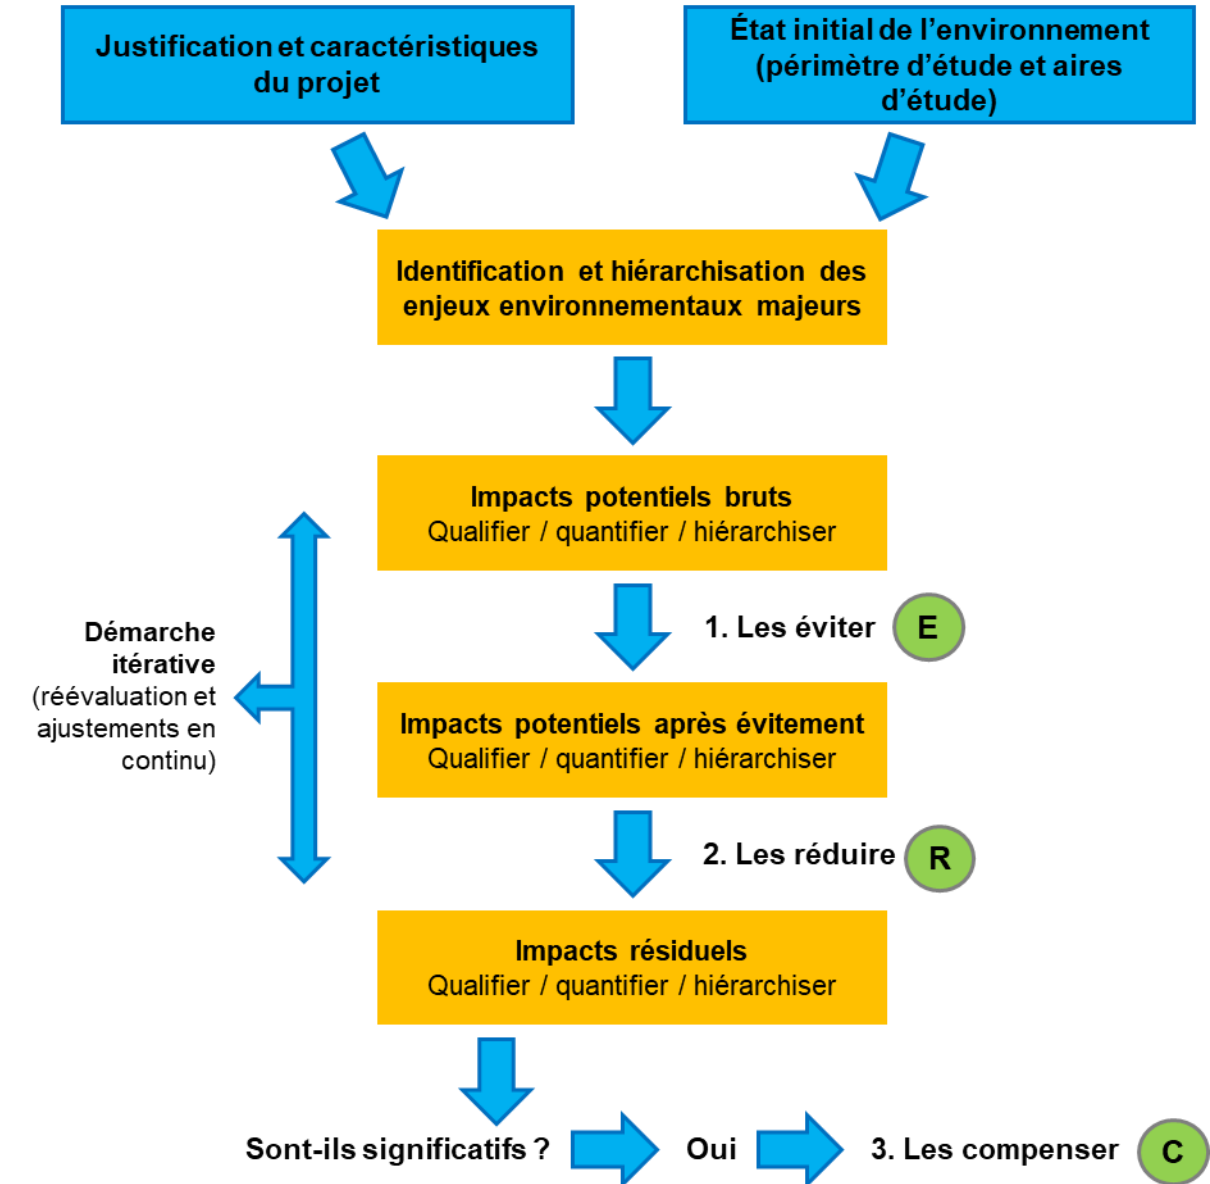 Justification et caractéristiques
du projet
État initial de l’environnement
(périmètre d’étude et aires
d’étude)
Identification et hiérarchisation des
enjeux environnementaux majeurs
Impacts potentiels bruts
Qualifier / quantifier / hiérarchiser
1. Les éviter E
Démarche
itérative
(réévaluation et
ajustements en
continu)
Impacts potentiels après évitement
Qualifier / quantifier / hiérarchiser
2. Les réduire R
Impacts résiduels
Qualifier / quantifier / hiérarchiser
Sont-ils significatifs ? Oui 3. Les compenser C